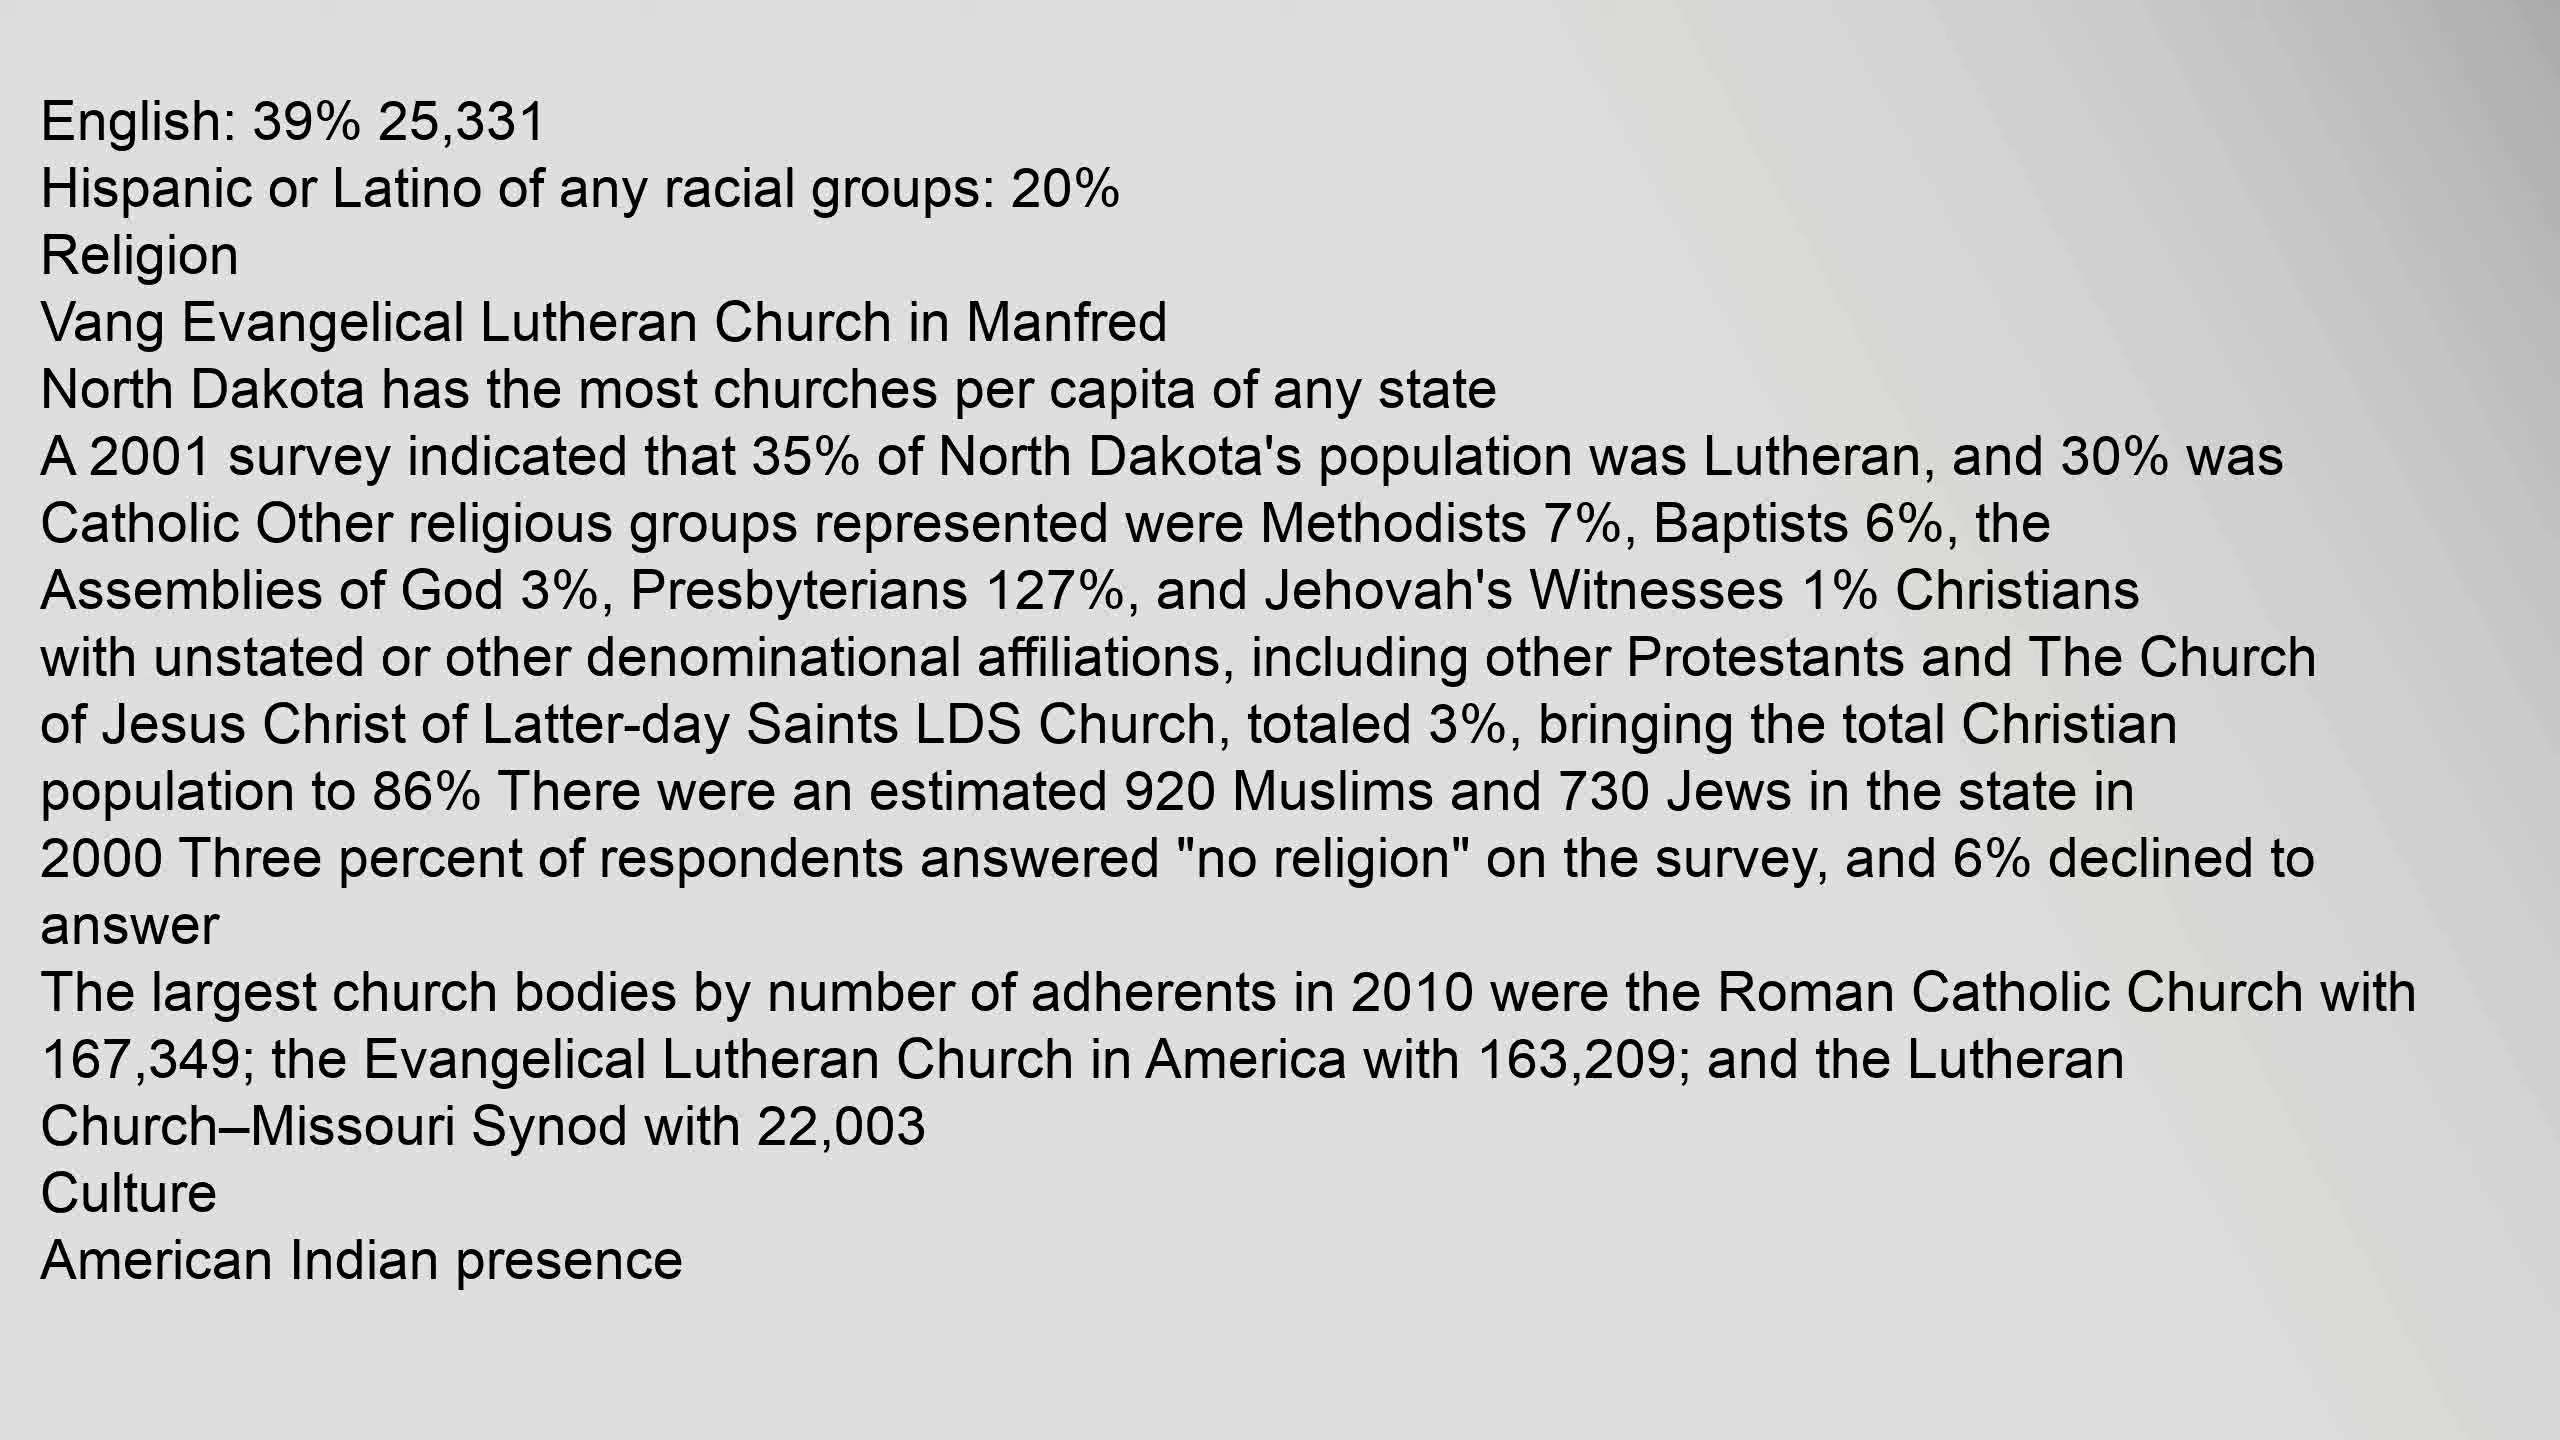 English: 39% 25,331
Hispanic or Latino of any racial groups: 20%
Religion
Vang Evangelical Lutheran Church in Manfred
North Dakota has the most churches per capita of any state
A 2001 survey indicated that 35% of North Dakota's population was Lutheran, and 30% was
Catholic Other religious groups represented were Methodists 7%, Baptists 6%, the
Assemblies of God 3%, Presbyterians 127%, and Jehovah's Witnesses 1% Christians
with unstated or other denominational affiliations, including other Protestants and The Church
of Jesus Christ of Latter-day Saints LDS Church, totaled 3%, bringing the total Christian
population to 86% There were an estimated 920 Muslims and 730 Jews in the state in
2000 Three percent of respondents answered "no religion" on the survey, and 6% declined to
answer
The largest church bodies by number of adherents in 2010 were the Roman Catholic Church with
167,349; the Evangelical Lutheran Church in America with 163,209; and the Lutheran
Church–Missouri Synod with 22,003
Culture
American Indian presence